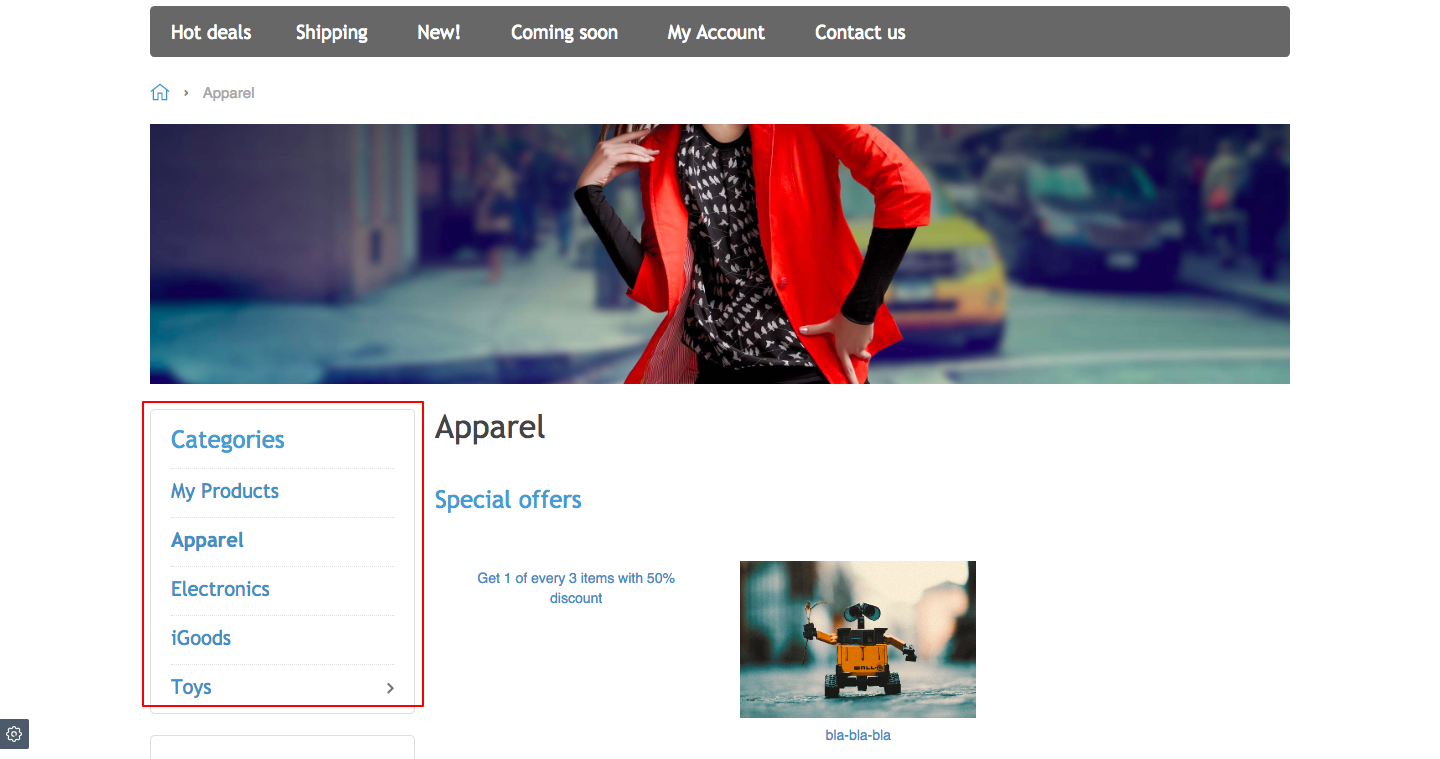 Hot deals Shipping New! Coming soon My Account Contact us
Apparel
Categories
My Products
Apparel
Electronics
iGoods
Toys
Apparel
Special offers
Get 1 of every 3 items with 50%
discount
WALL-E
bla-bla-bla